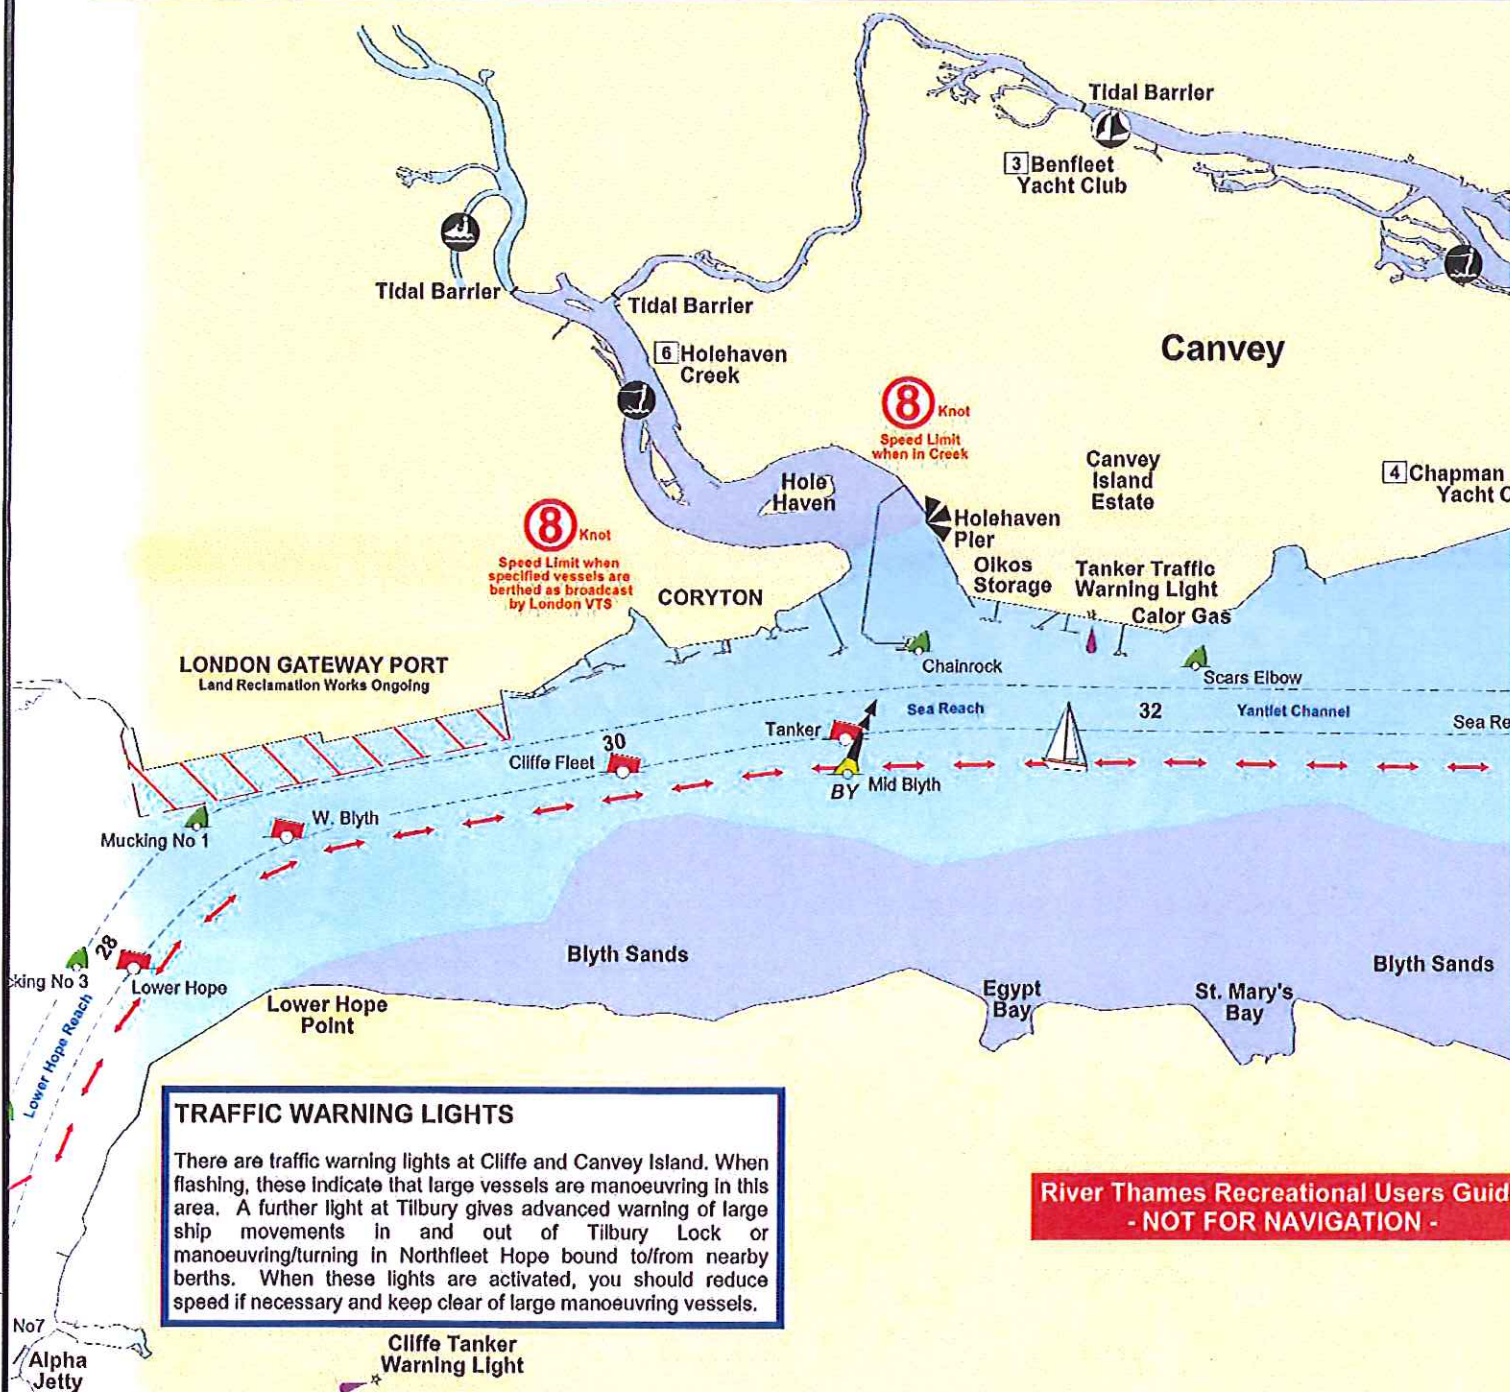 Tidal Barrier
3 Benfleet
Yacht Club
Tidal Barrier
Tidal Barrier
6 Holehaven
Creek
Canvey
8 Knot
Speed Limit
when in Creek
Canvey
Island
Estate
4 Chapman
Yacht
Hole
Haven
Holehaven
Pier
8 Knot
Speed Limit when
specified vessels are
berthed as broadcast
by London VTS
CORYTON
Oikos
Storage
Tanker Traffic
Warning Light
Calor Gas
LONDON GATEWAY PORT
Land Reclamation Works Ongoing
Chainrock
Scars Elbow
Sea Reach
32
Yantlet Channel
Sea Re
Tanker
30
Cliffe Fleet
BY
Mid Blyth
W. Blyth
Mucking No 1
28
cking No 3
Lower Hope
Lower Hope Reach
Blyth Sands
Blyth Sands
Lower Hope
Point
Egypt
Bay
St. Mary's
Bay
TRAFFIC WARNING LIGHTS
There are traffic warning lights at Cliffe and Canvey Island. When
flashing, these indicate that large vessels are manoeuvring in this
area. A further light at Tilbury gives advanced warning of large
ship movements in and out of Tilbury Lock or
manoeuvring/turning in Northfleet Hope bound to/from nearby
berths. When these lights are activated, you should reduce
speed if necessary and keep clear of large manoeuvring vessels.
River Thames Recreational Users Guid
- NOT FOR NAVIGATION -
No7
Alpha
Jetty
Cliffe Tanker
Warning Light